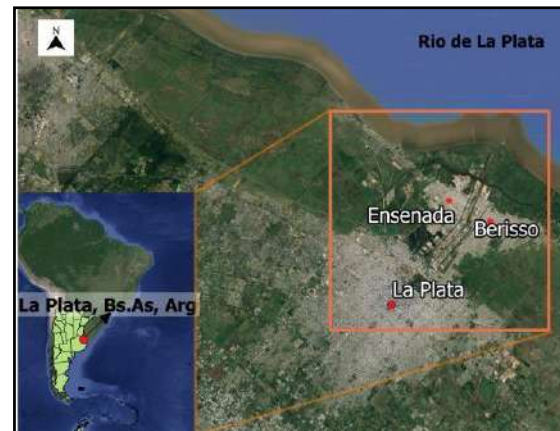 N
Rio de La Plata
Ensenada
Berisso
La Plata
La Plata, Bs.As, Arg